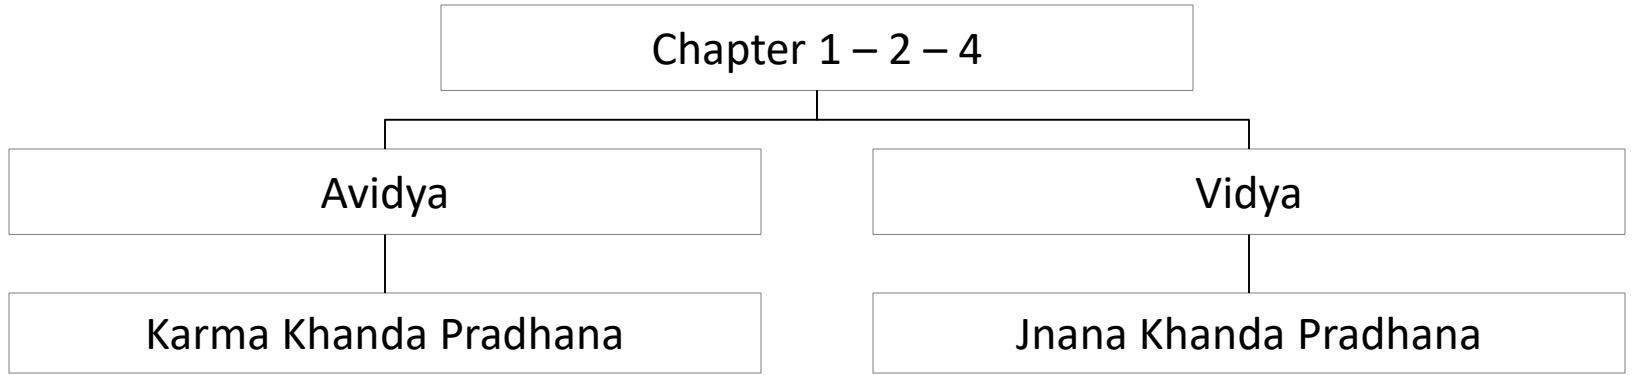 Chapter 1 – 2 – 4
Avidya
Vidya
Karma Khanda Pradhana
Jnana Khanda Pradhana